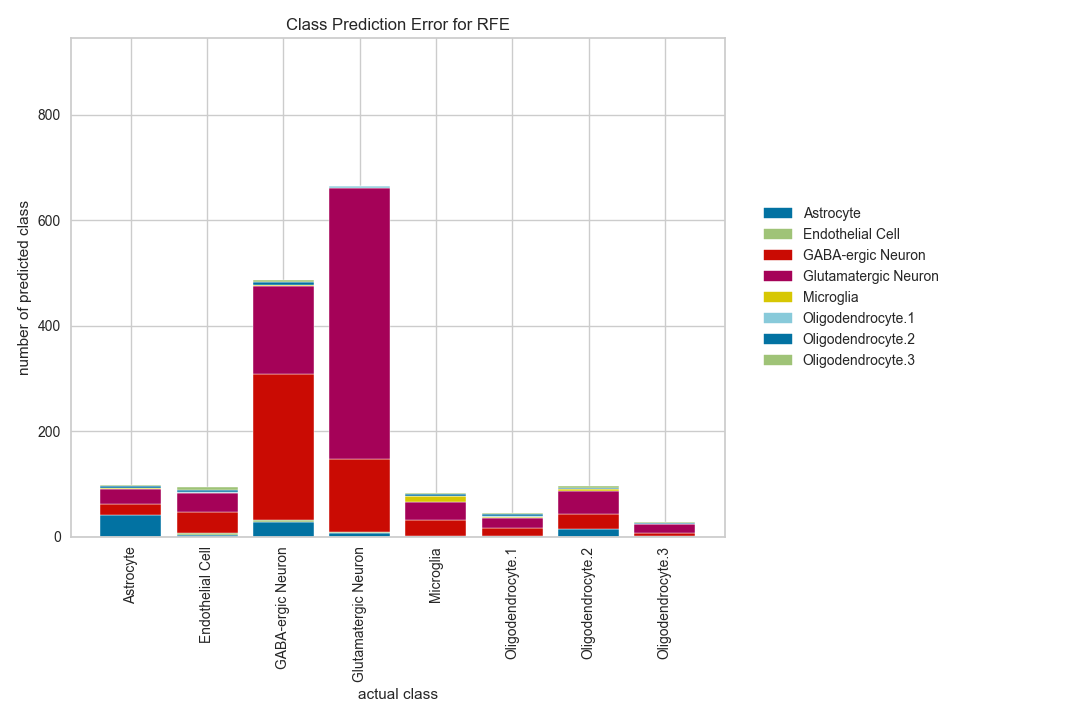 Class Prediction Error for RFE
number of predicted class
800
600
400
200
0
Astrocyte
Endothelial Cell
GABA-ergic Neuron
Glutamatergic Neuron
Microglia
Oligodendrocyte.1
Oligodendrocyte.2
Oligodendrocyte.3
actual class
Astrocyte
Endothelial Cell
GABA-ergic Neuron
Glutamatergic Neuron
Microglia
Oligodendrocyte.1
Oligodendrocyte.2
Oligodendrocyte.3